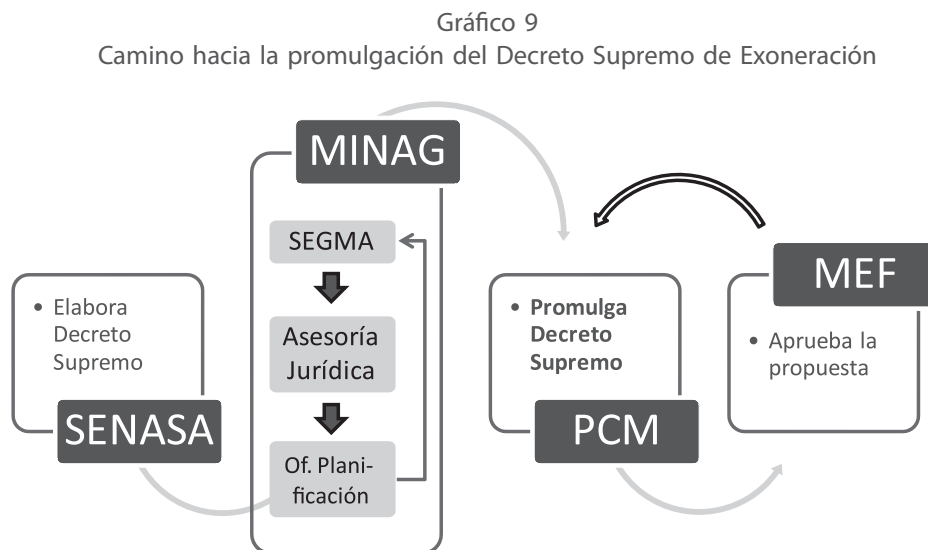 Gráfico 9
Camino hacia la promulgación del Decreto Supremo de Exoneración
• Elabora
Decreto
Supremo
SENASA
MINAG
SEGMA
Asesoría
Jurídica
Of. Plani-
ficación
• Promulga
Decreto
Supremo
PCM
MEF
• Aprueba la
propuesta